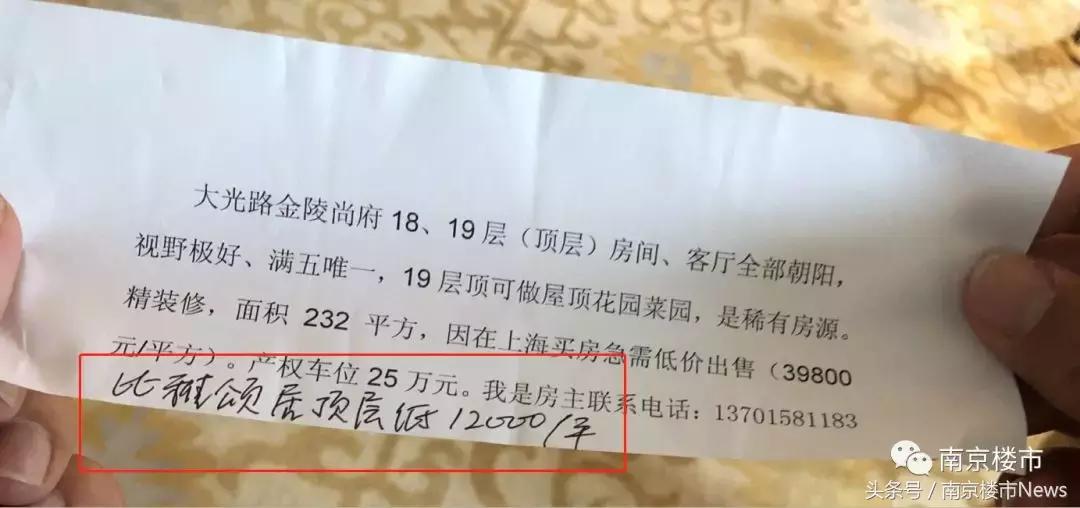 大光路金陵尚府 18、19 层（顶层）房间、客厅全部朝阳，
视野极好、满五唯一，19 层顶可做屋顶花园菜园，是稀有房源。
精装修，面积 232 平方，因在上海买房急需低价出售（39800
元/平方）。产权车位 25 万元。我是房主联系电话：13701581183
比雅颂居顶层低12000/平
南京楼市
头条号 / 南京楼市News